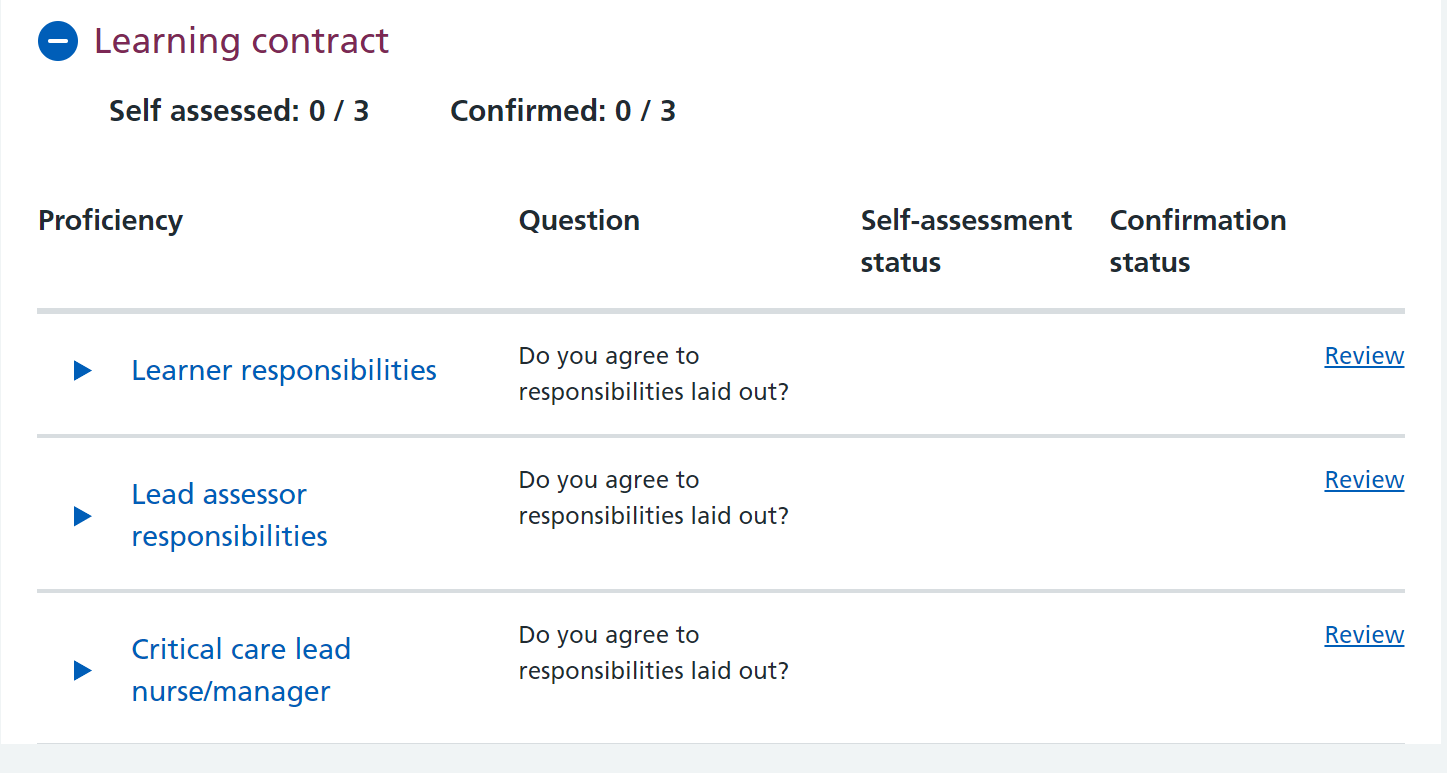 Learning contract
Self assessed: 0 / 3 Confirmed: 0 / 3
Proficiency Question Self-assessment status Confirmation status
Learner responsibilities
Do you agree to
responsibilities laid out?
Review
Lead assessor
responsibilities
Do you agree to
responsibilities laid out?
Review
Critical care lead
nurse/manager
Do you agree to
responsibilities laid out?
Review